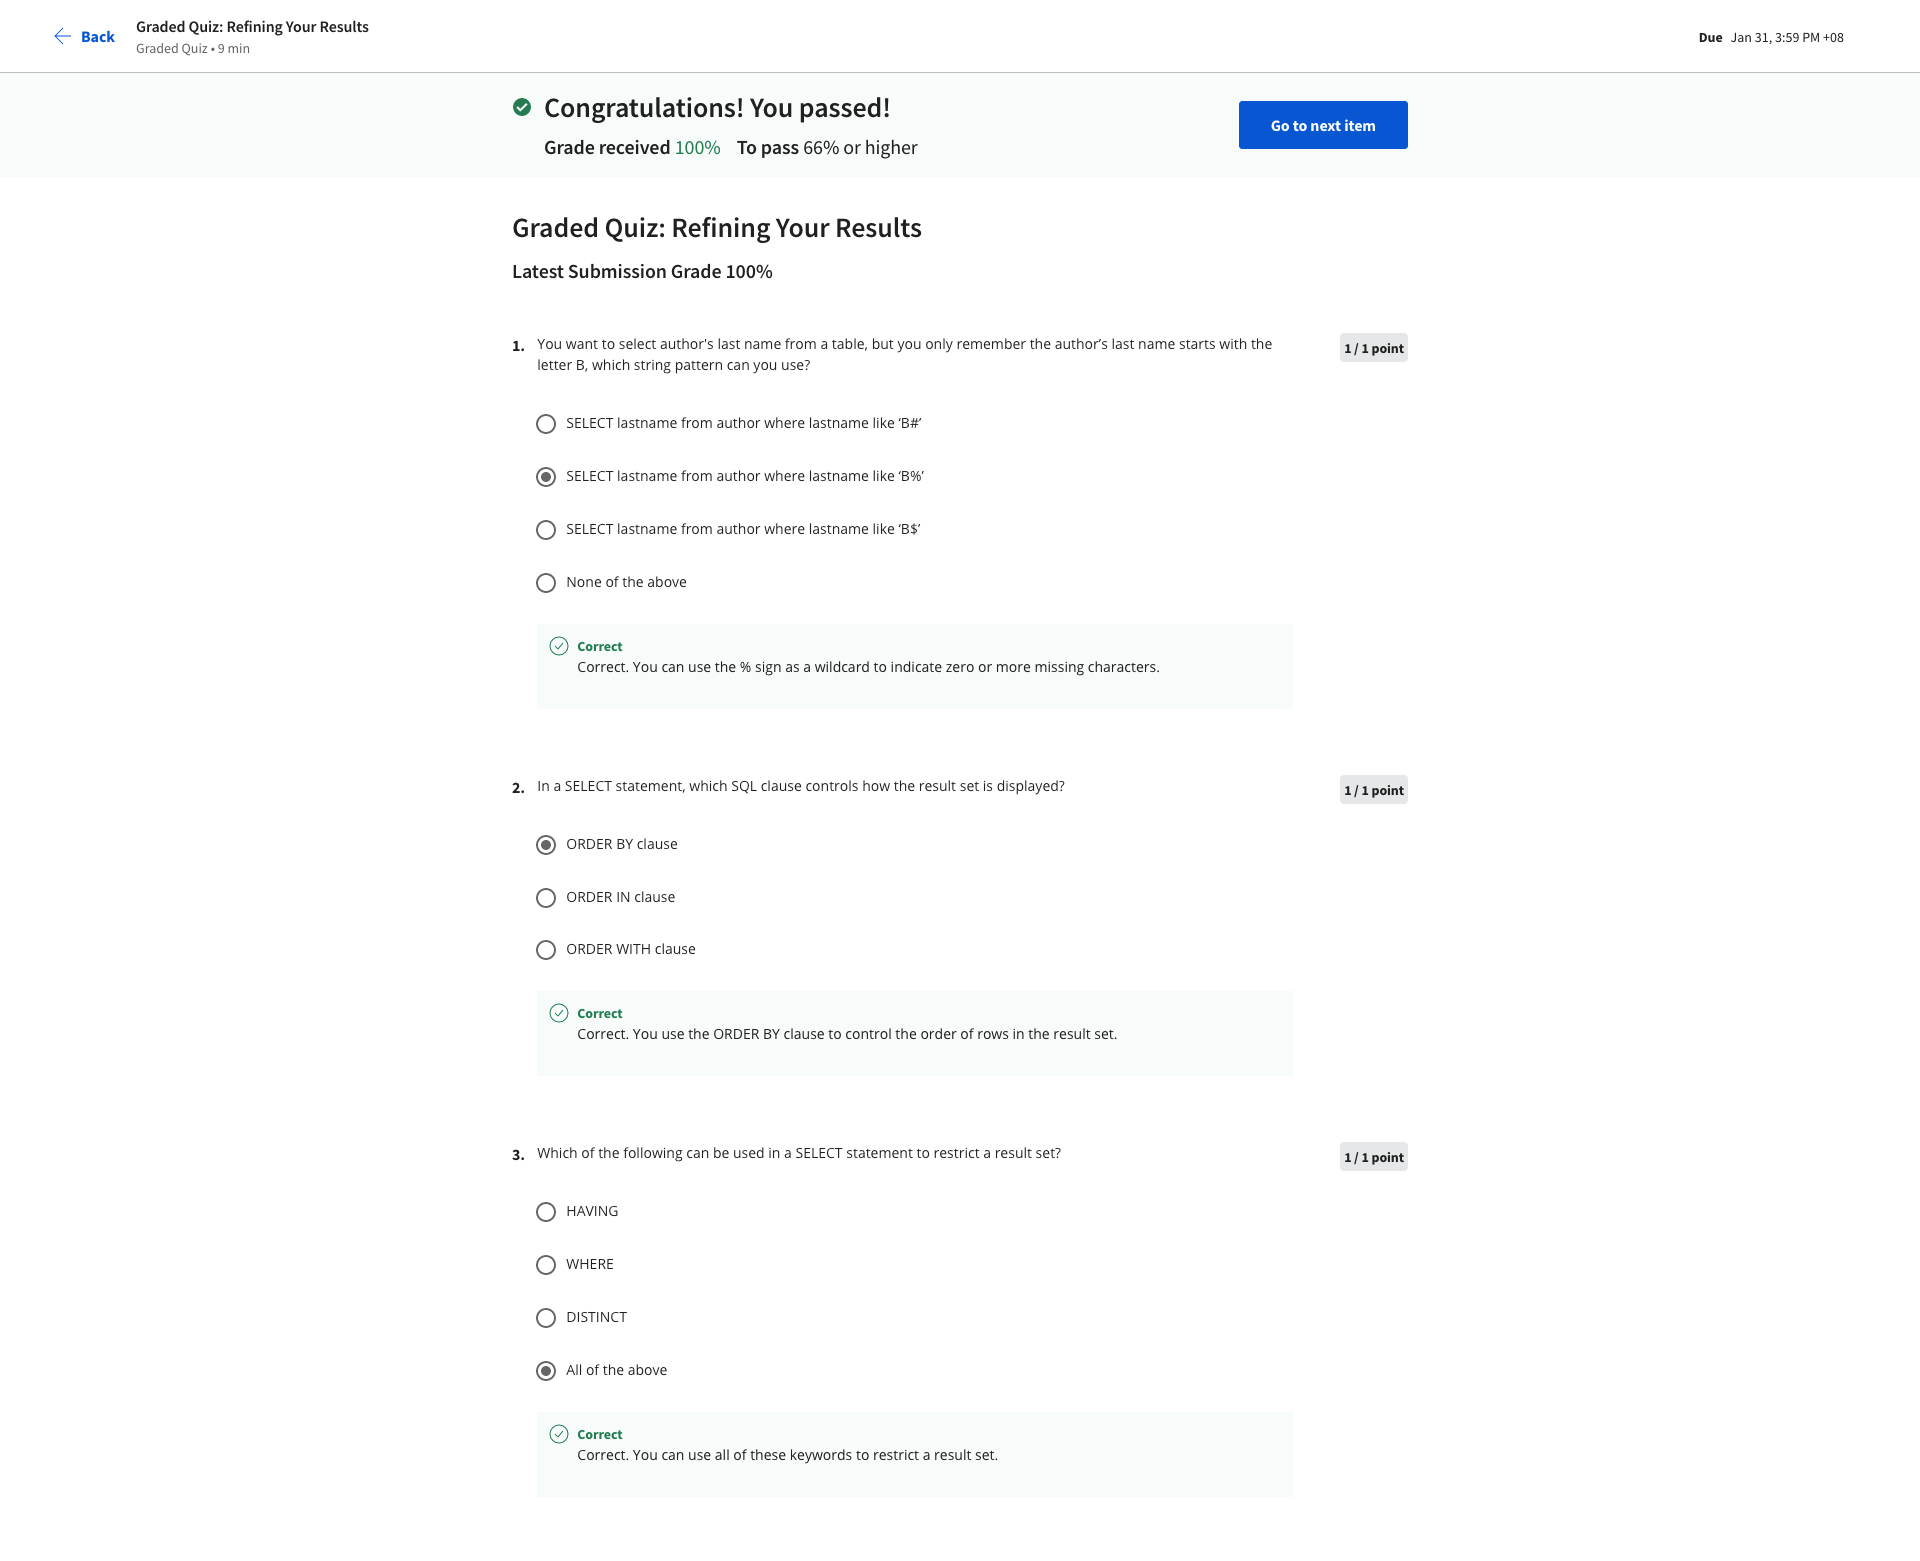 Back
Graded Quiz: Refining Your Results
Graded Quiz • 9 min
Due Jan 31, 3:59 PM +08
Congratulations! You passed!
Grade received 100% To pass 66% or higher
Go to next item
Graded Quiz: Refining Your Results
Latest Submission Grade 100%
1. You want to select author's last name from a table, but you only remember the author’s last name starts with the
letter B, which string pattern can you use?
1 / 1 point
SELECT lastname from author where lastname like ‘B#’
SELECT lastname from author where lastname like ‘B%’
SELECT lastname from author where lastname like ‘B$’
None of the above
Correct
Correct. You can use the % sign as a wildcard to indicate zero or more missing characters.
2. In a SELECT statement, which SQL clause controls how the result set is displayed?
1 / 1 point
ORDER BY clause
ORDER IN clause
ORDER WITH clause
Correct
Correct. You use the ORDER BY clause to control the order of rows in the result set.
3. Which of the following can be used in a SELECT statement to restrict a result set?
1 / 1 point
HAVING
WHERE
DISTINCT
All of the above
Correct
Correct. You can use all of these keywords to restrict a result set.